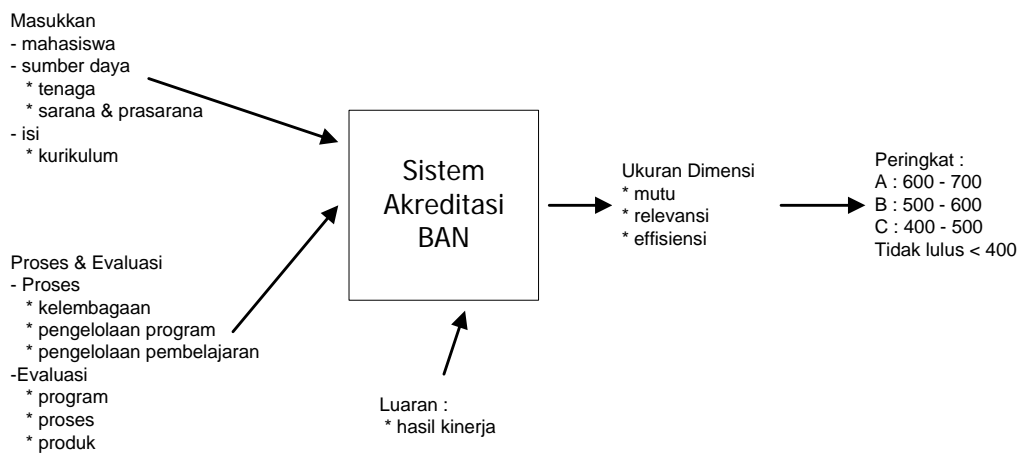 Masukkan
- mahasiswa
- sumber daya
* tenaga
* sarana & prasarana
- isi
* kurikulum
Proses & Evaluasi
- Proses
* kelembagaan
* pengelolaan program
* pengelolaan pembelajaran
-Evaluasi
* program
* proses
* produk
Sistem
Akreditasi
BAN
Luaran :
* hasil kinerja
Ukuran Dimensi
* mutu
* relevansi
* effisiensi
Peringkat :
A : 600 - 700
B : 500 - 600
C : 400 - 500
Tidak lulus < 400